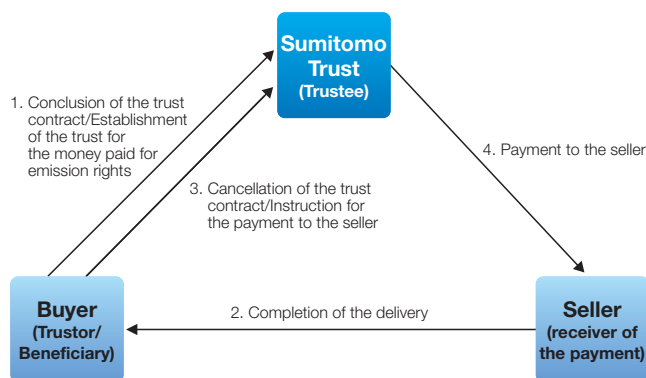 Sumitomo
Trust
(Trustee)
1. Conclusion of the trust
contract/Establishment
of the trust for
the money paid for
emission rights
3. Cancellation of the trust
contract/Instruction for
the payment to the seller
4. Payment to the seller
Buyer
(Trustor/
Beneficiary)
2. Completion of the delivery
Seller
(receiver of
the payment)